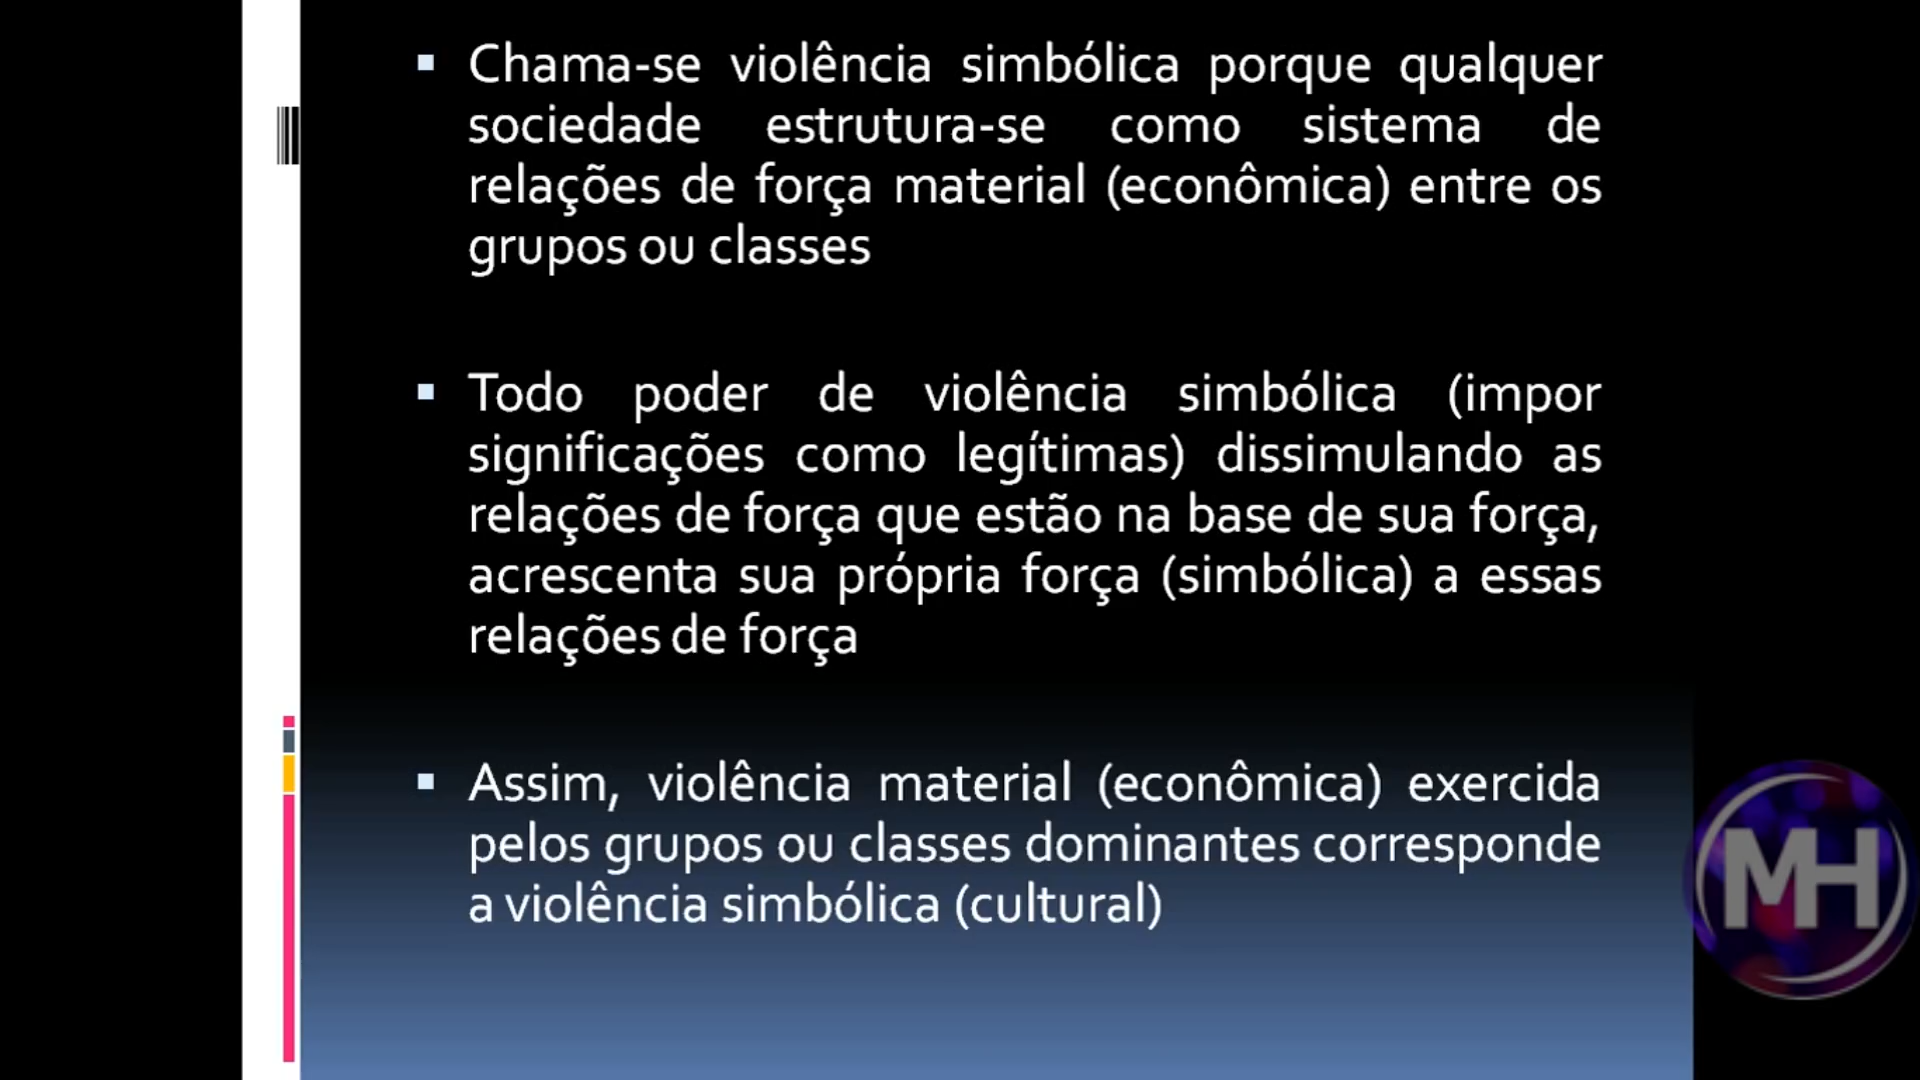 Chama-se violência simbólica porque qualquer
sociedade estrutura-se como sistema de
relações de força material (econômica) entre os
grupos ou classes
Todo poder de violência simbólica (impor
significações como legítimas) dissimulando as
relações de força que estão na base de sua força,
acrescenta sua própria força (simbólica) a essas
relações de força
Assim, violência material (econômica) exercida
pelos grupos ou classes dominantes corresponde
a violência simbólica (cultural)
MH